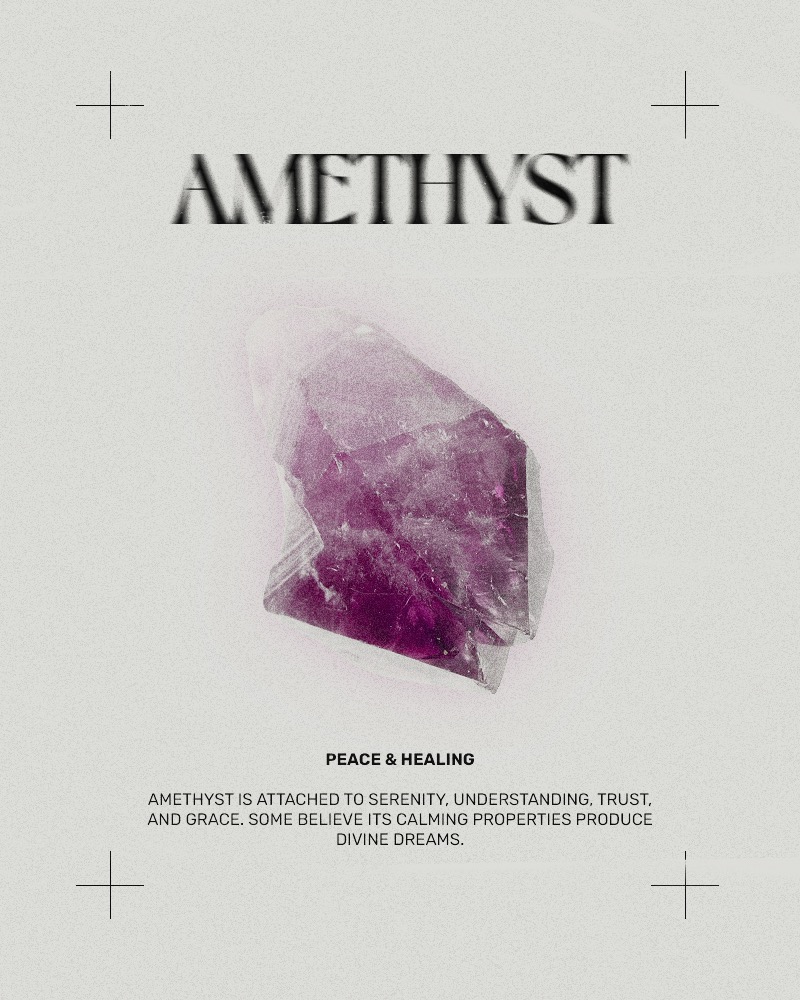 AMETHYST
PEACE & HEALING
AMETHYST IS ATTACHED TO SERENITY, UNDERSTANDING, TRUST,
AND GRACE. SOME BELIEVE ITS CALMING PROPERTIES PRODUCE
DIVINE DREAMS.